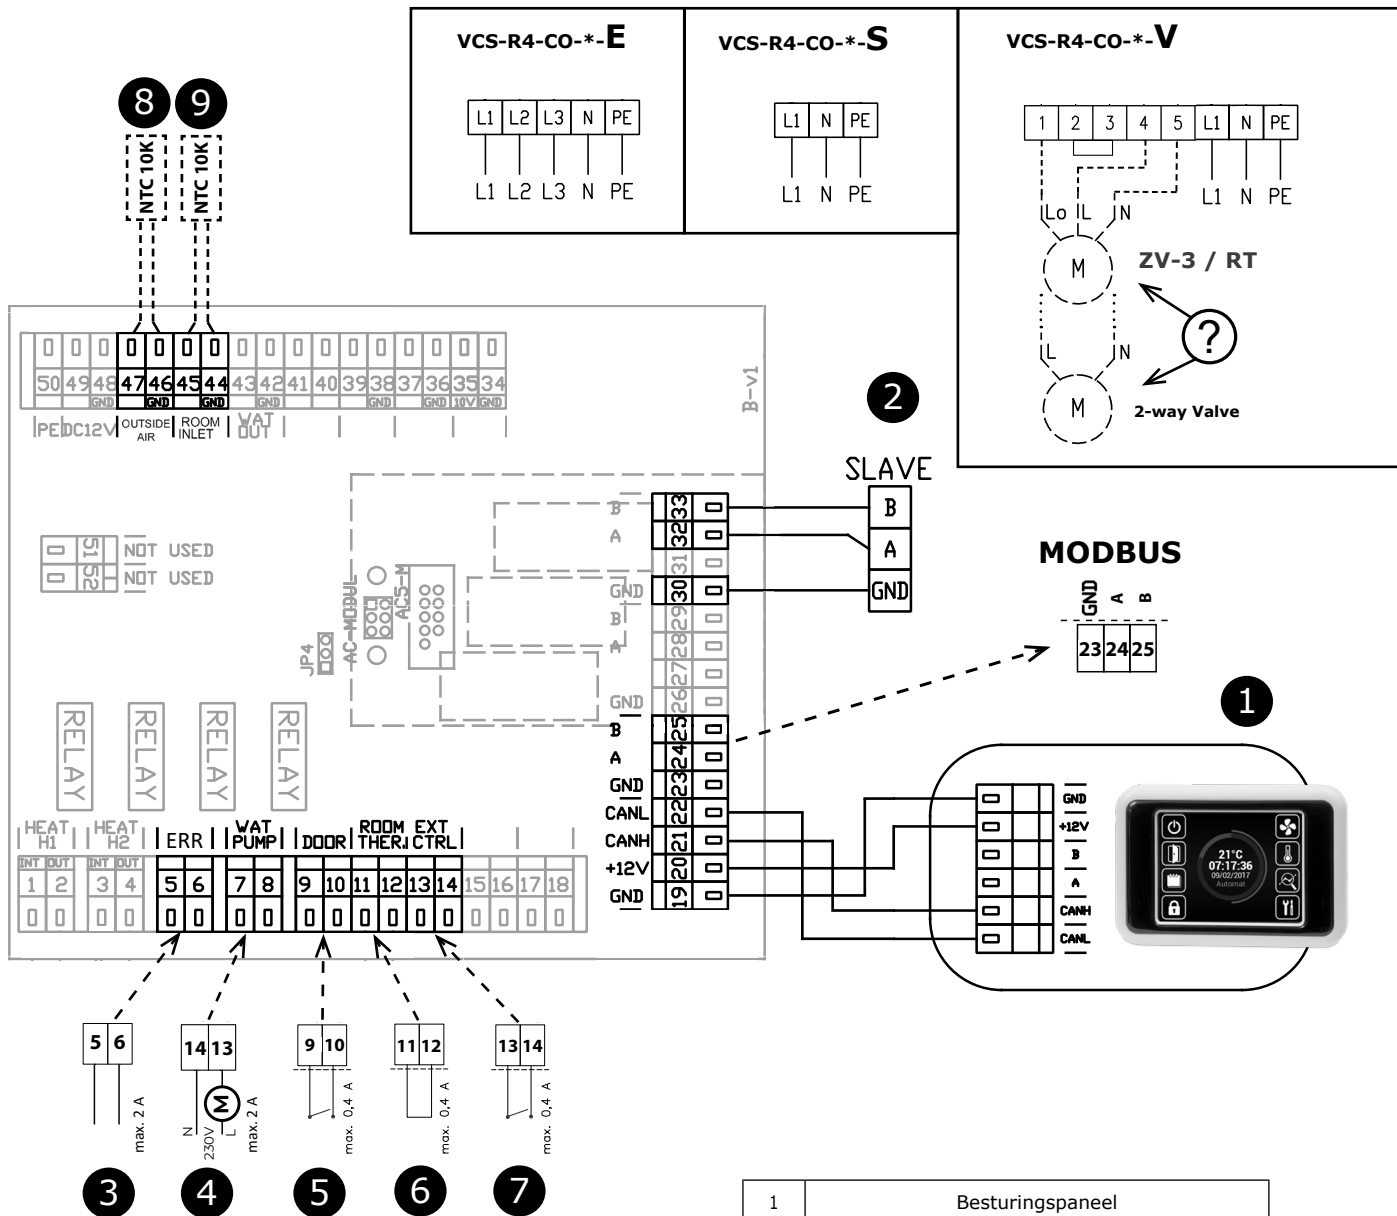 VCS-R4-CO-*-E
L1 L2 L3 N PE
L1 L2 L3 N PE
VCS-R4-CO-*-S
L1 N PE
L1 N PE
VCS-R4-CO-*-V
1 2 3 4 5 L1 N PE
L1 N PE
Lo L N
M
ZV-3 / RT
?
L N
M
2-way Valve
8 9
NTC 10K
NTC 10K
50 49 48 47 46 45 44 43 42 41 40 39 38 37 36 35 34
GND GND GND GND GND GND 10V GND
PE DC12V OUTSIDE AIR ROOM INLET WAT OUT
B-v1
2
SLAVE
B
A
GND
51 NOT USED
52 NOT USED
JP4
AC-MODUL
ACS-M
B 33
A 32
31
GND 30
B 29
A 28
27
GND 26
B 25
A 24
GND 23
CANL 22
CANH 21
+12V 20
GND 19
MODBUS
GND A B
23 24 25
1
GND
+12V
B
A
CANH
CANL
21°C
07:17:36
09/02/2017
Automat
RELAY RELAY RELAY RELAY
HEAT H1 HEAT H2 ERR WAT PUMP DOOR ROOM THER. EXT CTRL
INT OUT INT OUT
1 2 3 4 5 6 7 8 9 10 11 12 13 14 15 16 17 18
5 6
max. 2 A
3
14 13
M
N 230V L
max. 2 A
4
9 10
max. 0,4 A
5
11 12
max. 0,4 A
6
13 14
max. 0,4 A
7
1 Besturingspaneel